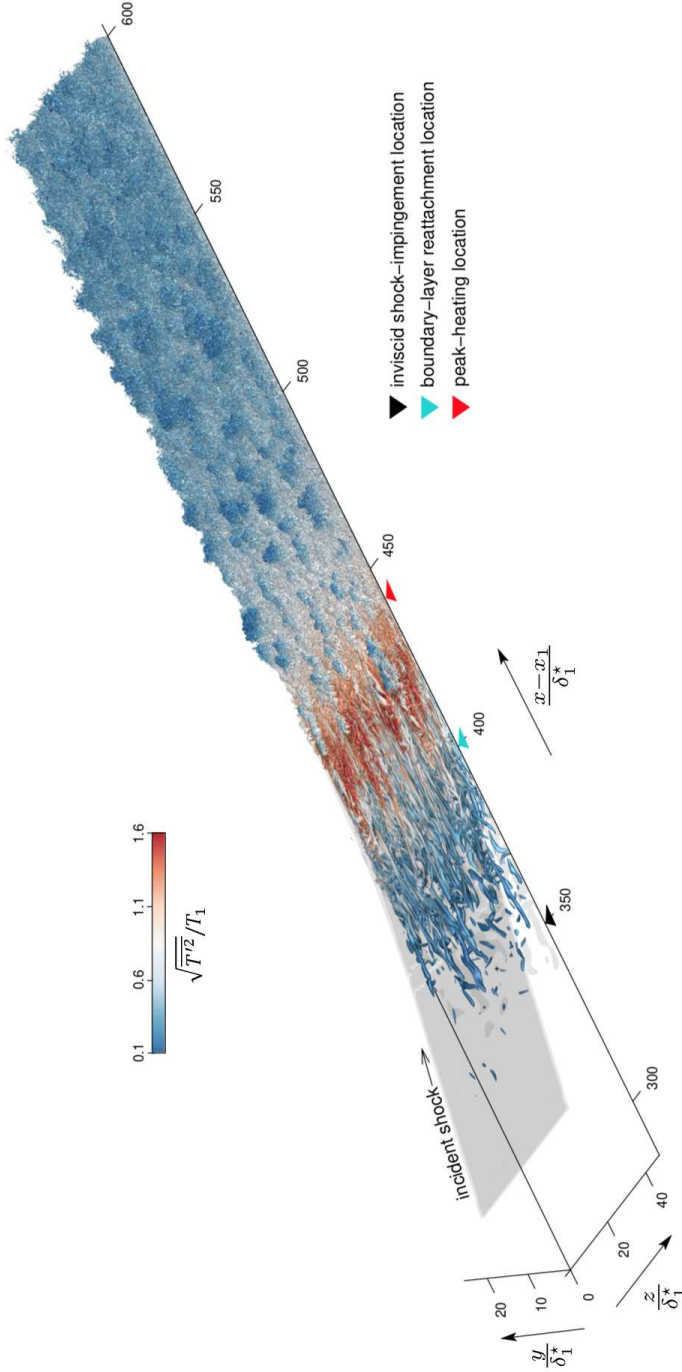 0.1 0.6 1.1 1.6
√T′²/T₁
incident shock
y/δ₁⋆
20
10
0
z/δ₁⋆
20
40
300
350
400
450
500
550
600
x−x₁/δ₁⋆
inviscid shock−impingement location
boundary−layer reattachment location
peak−heating location